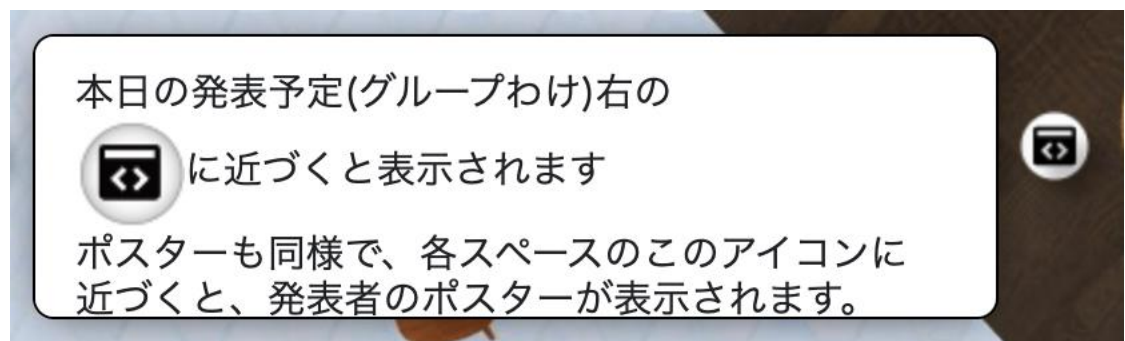 本日の発表予定(グループわけ)右の
に近づくと表示されます
ポスターも同様で、各スペースのこのアイコンに
近づくと、発表者のポスターが表示されます。